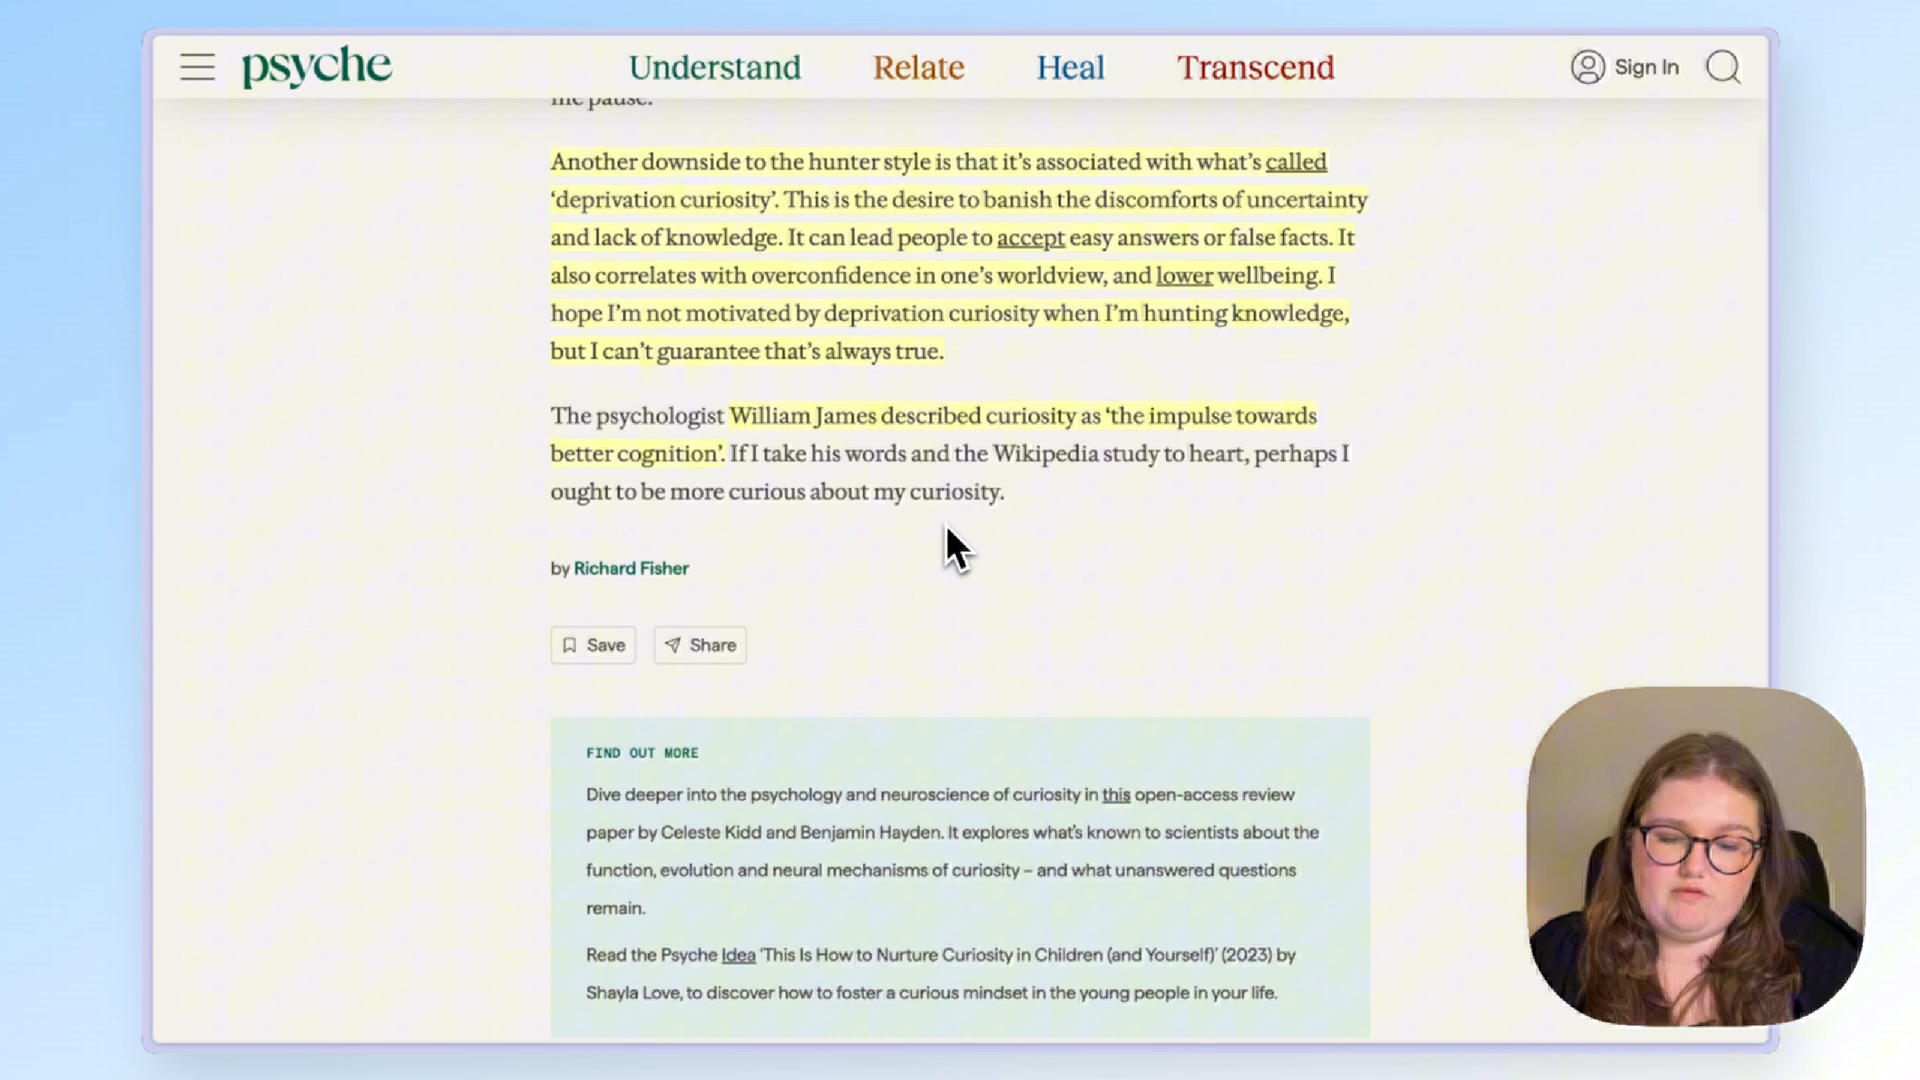 psyche
Understand
Relate
Heal
Transcend
Sign In
me pause.
Another downside to the hunter style is that it’s associated with what’s called
‘deprivation curiosity’. This is the desire to banish the discomforts of uncertainty
and lack of knowledge. It can lead people to accept easy answers or false facts. It
also correlates with overconfidence in one’s worldview, and lower wellbeing. I
hope I’m not motivated by deprivation curiosity when I’m hunting knowledge,
but I can’t guarantee that’s always true.
The psychologist William James described curiosity as ‘the impulse towards
better cognition’. If I take his words and the Wikipedia study to heart, perhaps I
ought to be more curious about my curiosity.
by Richard Fisher
Save
Share
FIND OUT MORE
Dive deeper into the psychology and neuroscience of curiosity in this open-access review
paper by Celeste Kidd and Benjamin Hayden. It explores what’s known to scientists about the
function, evolution and neural mechanisms of curiosity – and what unanswered questions
remain.
Read the Psyche Idea ‘This Is How to Nurture Curiosity in Children (and Yourself)’ (2023) by
Shayla Love, to discover how to foster a curious mindset in the young people in your life.